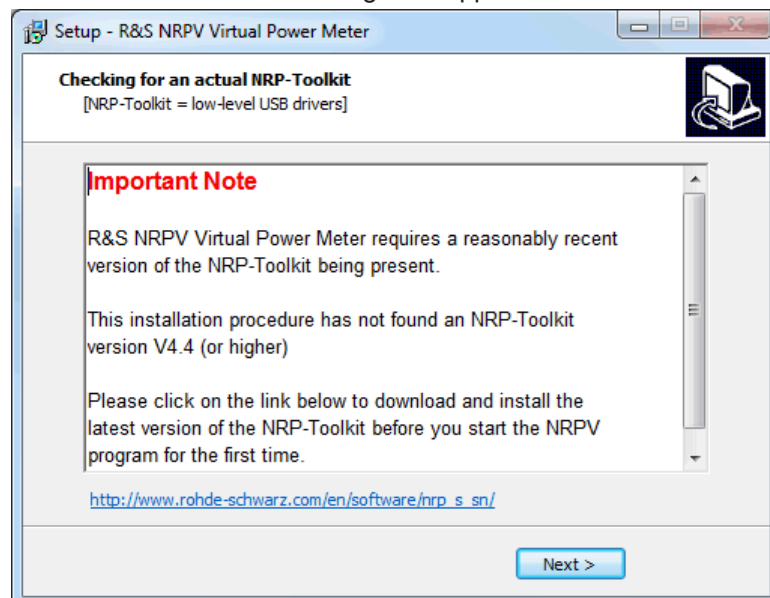 Setup - R&S NRPV Virtual Power Meter
Checking for an actual NRP-Toolkit
[NRP-Toolkit = low-level USB drivers]
Important Note
R&S NRPV Virtual Power Meter requires a reasonably recent
version of the NRP-Toolkit being present.
This installation procedure has not found an NRP-Toolkit
version V4.4 (or higher)
Please click on the link below to download and install the
latest version of the NRP-Toolkit before you start the NRPV
program for the first time.
http://www.rohde-schwarz.com/en/software/nrp_s_sn/
Next >